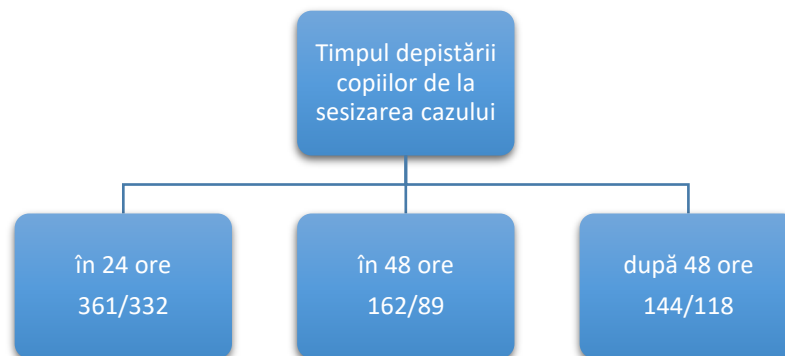 Timpul depistării
copiilor de la
sesizarea cazului
în 24 ore
361/332
în 48 ore
162/89
după 48 ore
144/118